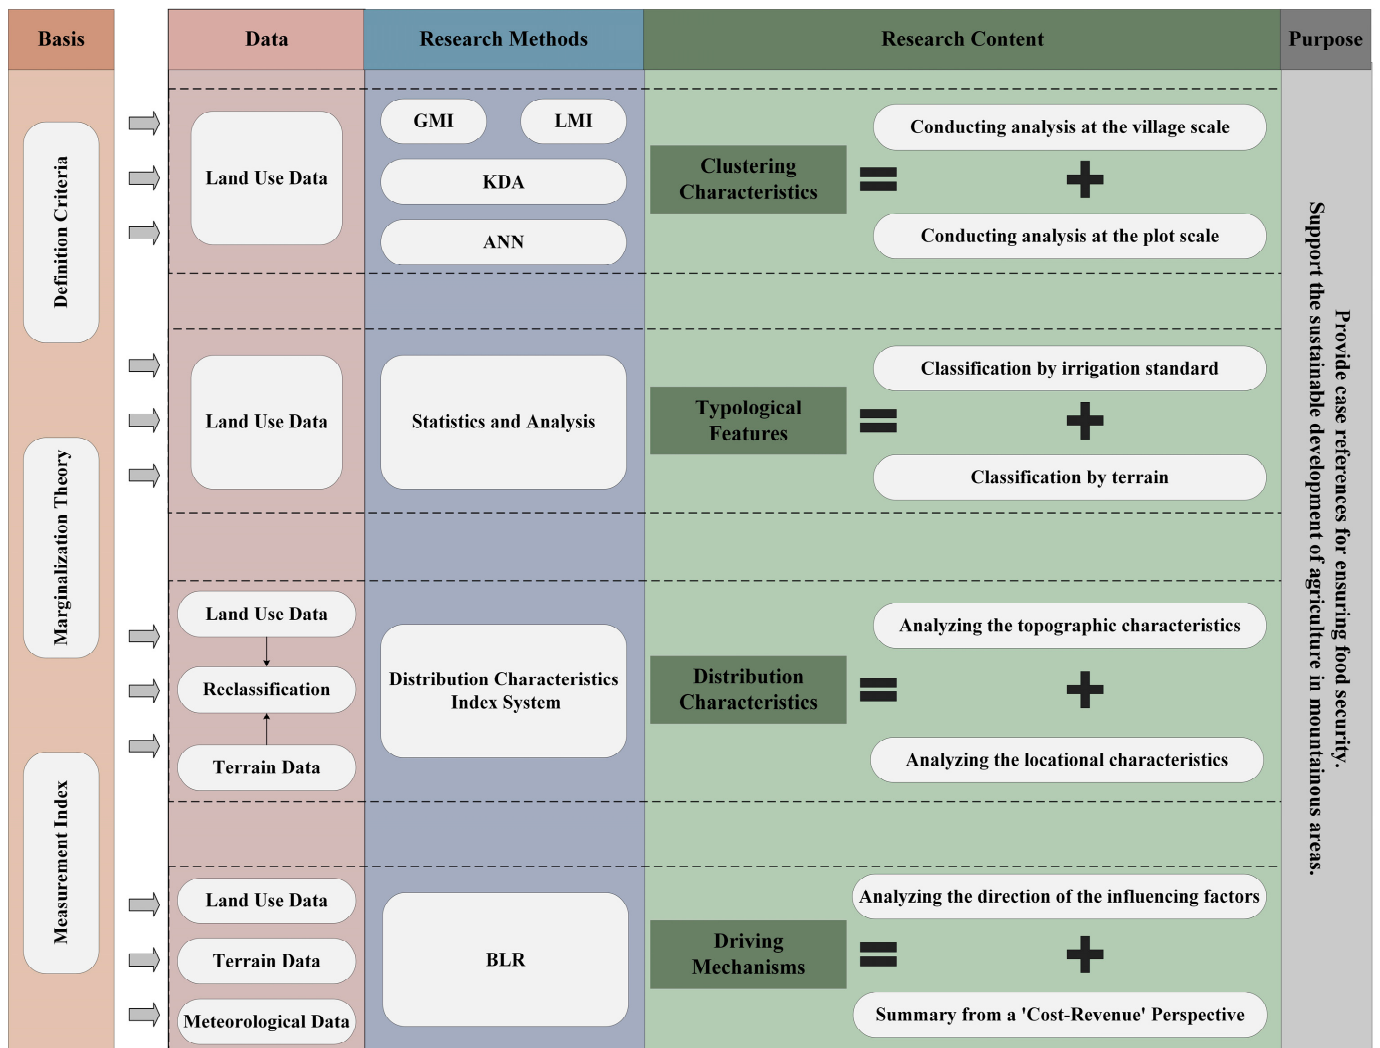 Basis
Data
Research Methods
Research Content
Purpose
Definition Criteria
Marginalization Theory
Measurement Index
Land Use Data
GMI
LMI
KDA
ANN
Clustering
Characteristics
=
Conducting analysis at the village scale
+
Conducting analysis at the plot scale
Land Use Data
Statistics and Analysis
Typological
Features
=
Classification by irrigation standard
+
Classification by terrain
Land Use Data
Rcclassification
Terrain Data
Distribution Characteristics
Index System
Distribution
Characteristics
=
Analyzing the topographic characteristics
+
Analyzing the locational characteristics
Land Use Data
Terrain Data
Meteorological Data
BLR
Driving
Mechanisms
=
Analyzing the direction of the influencing factors
+
Summary from a 'Cost-Revenue' Perspective
Provide case references for ensuring food security.
Support the sustainable development of agriculture in mountainous areas.